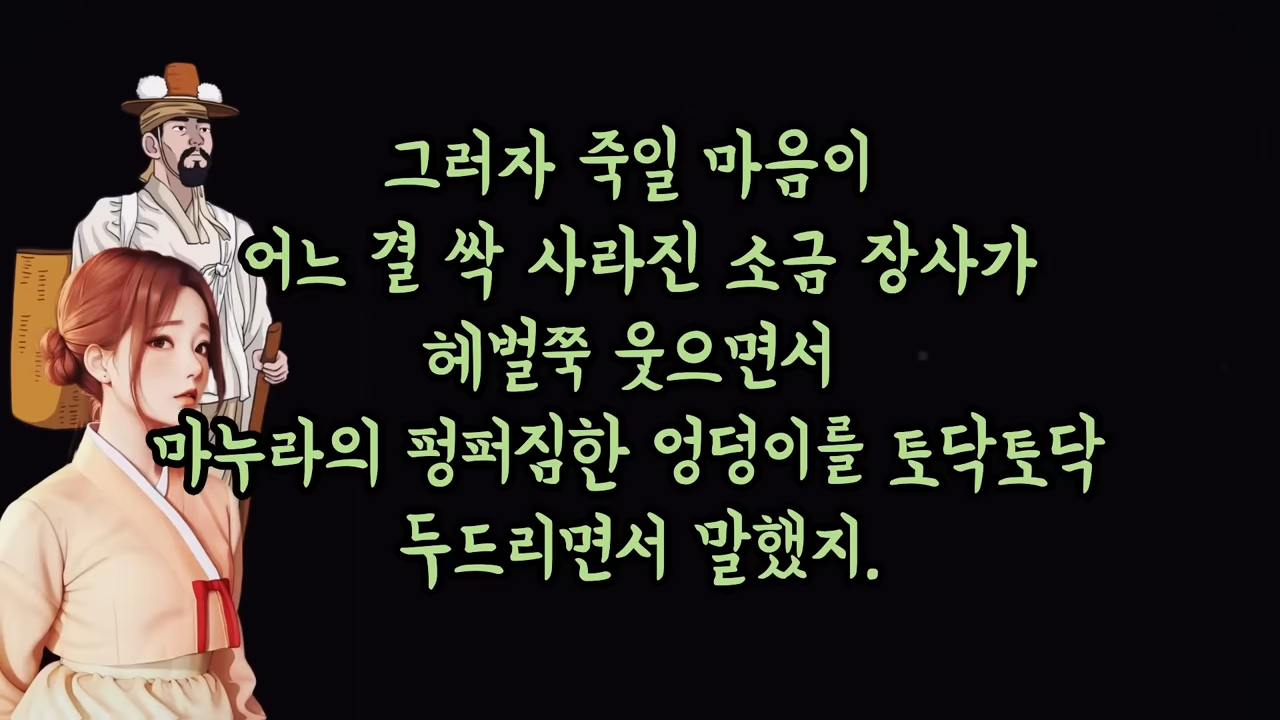 그러자 죽일 마음이
어느 결 싹 사라진 소금 장사가
헤벌쭉 웃으면서
마누라의 펑퍼짐한 엉덩이를 토닥토닥
두드리면서 말했지.